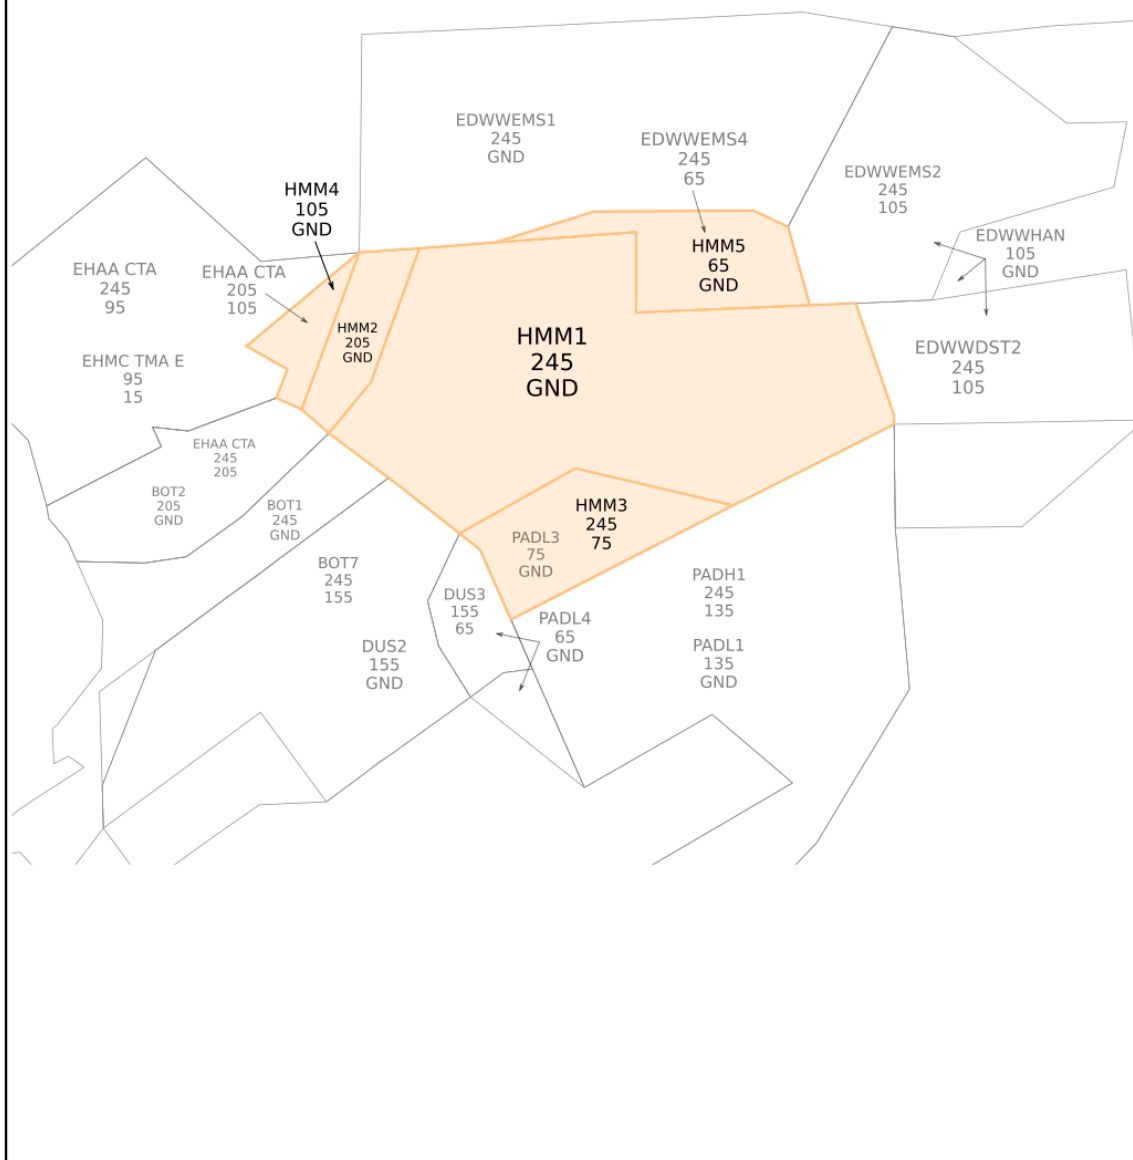 EDWWEMS1
245
GND
EDWWEMS4
245
65
EDWWEMS2
245
105
HMM4
105
GND
EDWWHAN
105
GND
EHAA CTA
245
95
EHAA CTA
205
105
HMM5
65
GND
HMM2
205
GND
HMM1
245
GND
EDWWDST2
245
105
EHMC TMA E
95
15
EHAA CTA
245
205
BOT2
205
GND
BOT1
245
GND
HMM3
245
75
PADL3
75
GND
BOT7
245
155
DUS3
155
65
PADH1
245
135
PADL4
65
GND
DUS2
155
GND
PADL1
135
GND